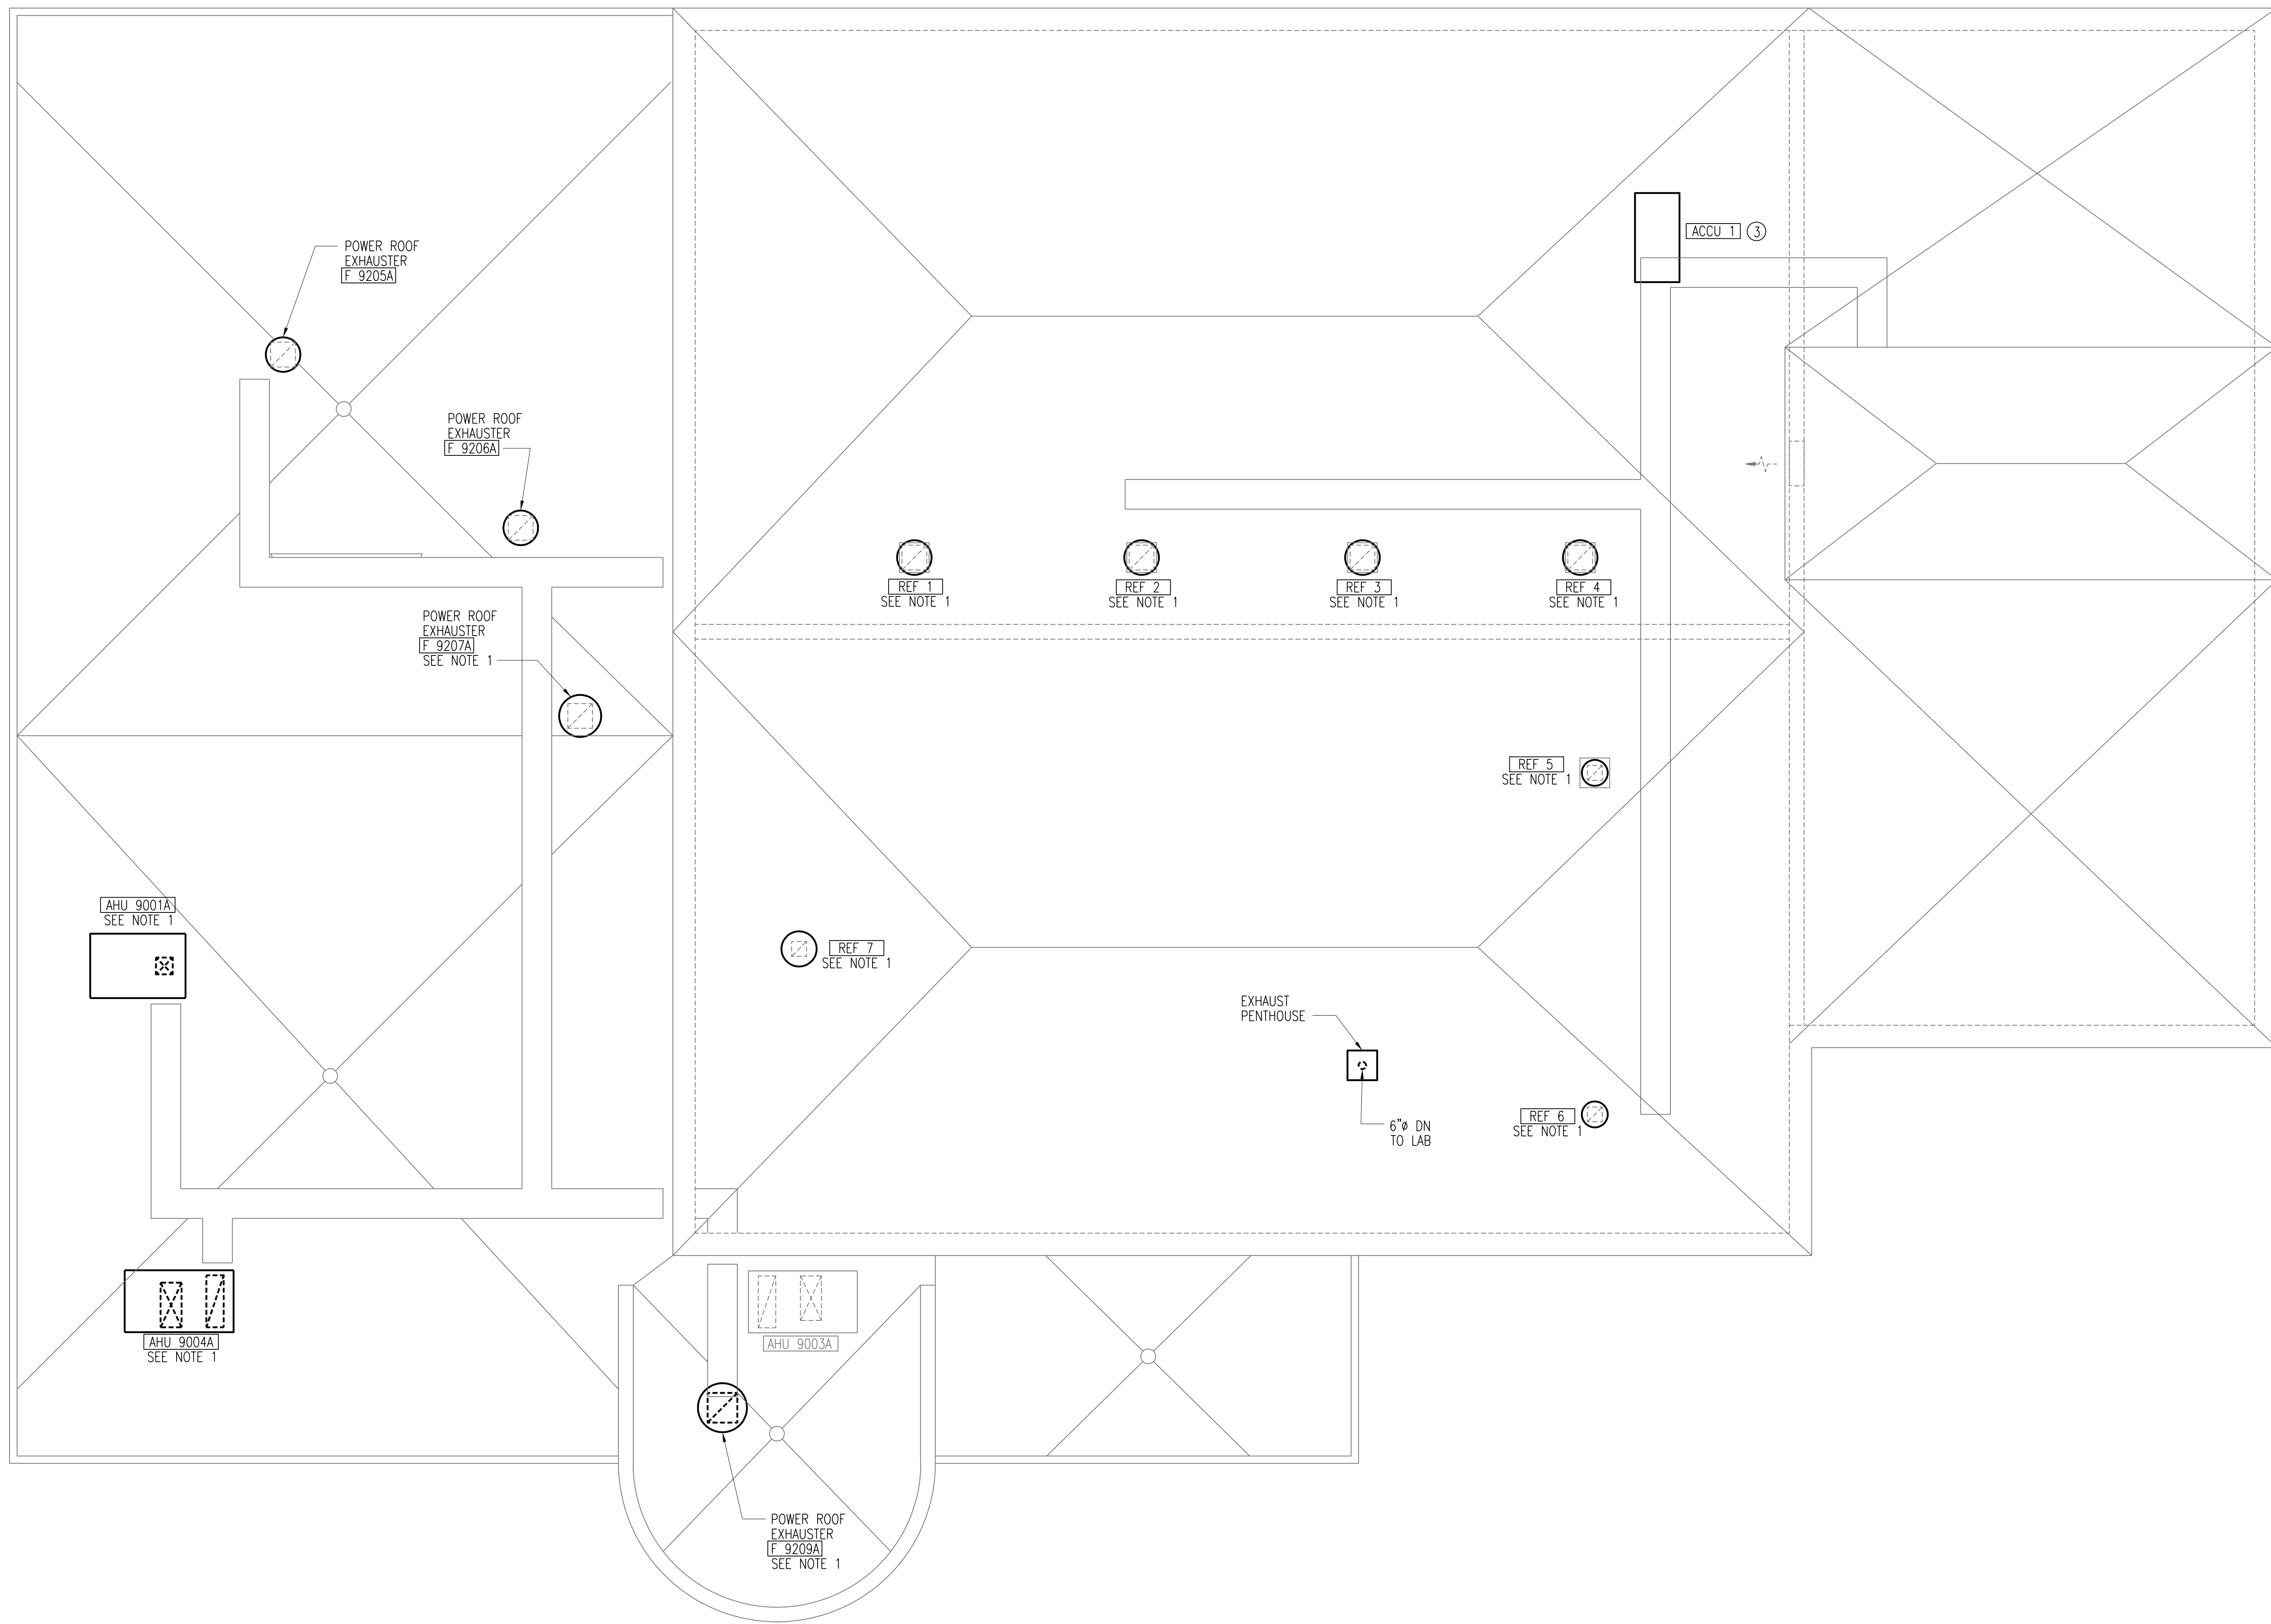 ACCU 1 3
POWER ROOF
EXHAUSTER
F 9205A
POWER ROOF
EXHAUSTER
F 9206A
REF 1
SEE NOTE 1
REF 2
SEE NOTE 1
REF 3
SEE NOTE 1
REF 4
SEE NOTE 1
POWER ROOF
EXHAUSTER
F 9207A
SEE NOTE 1
REF 5
SEE NOTE 1
AHU 9001A
SEE NOTE 1
REF 7
SEE NOTE 1
EXHAUST
PENTHOUSE
6"ø DN
TO LAB
REF 6
SEE NOTE 1
AHU 9004A
SEE NOTE 1
AHU 9003A
POWER ROOF
EXHAUSTER
F 9209A
SEE NOTE 1